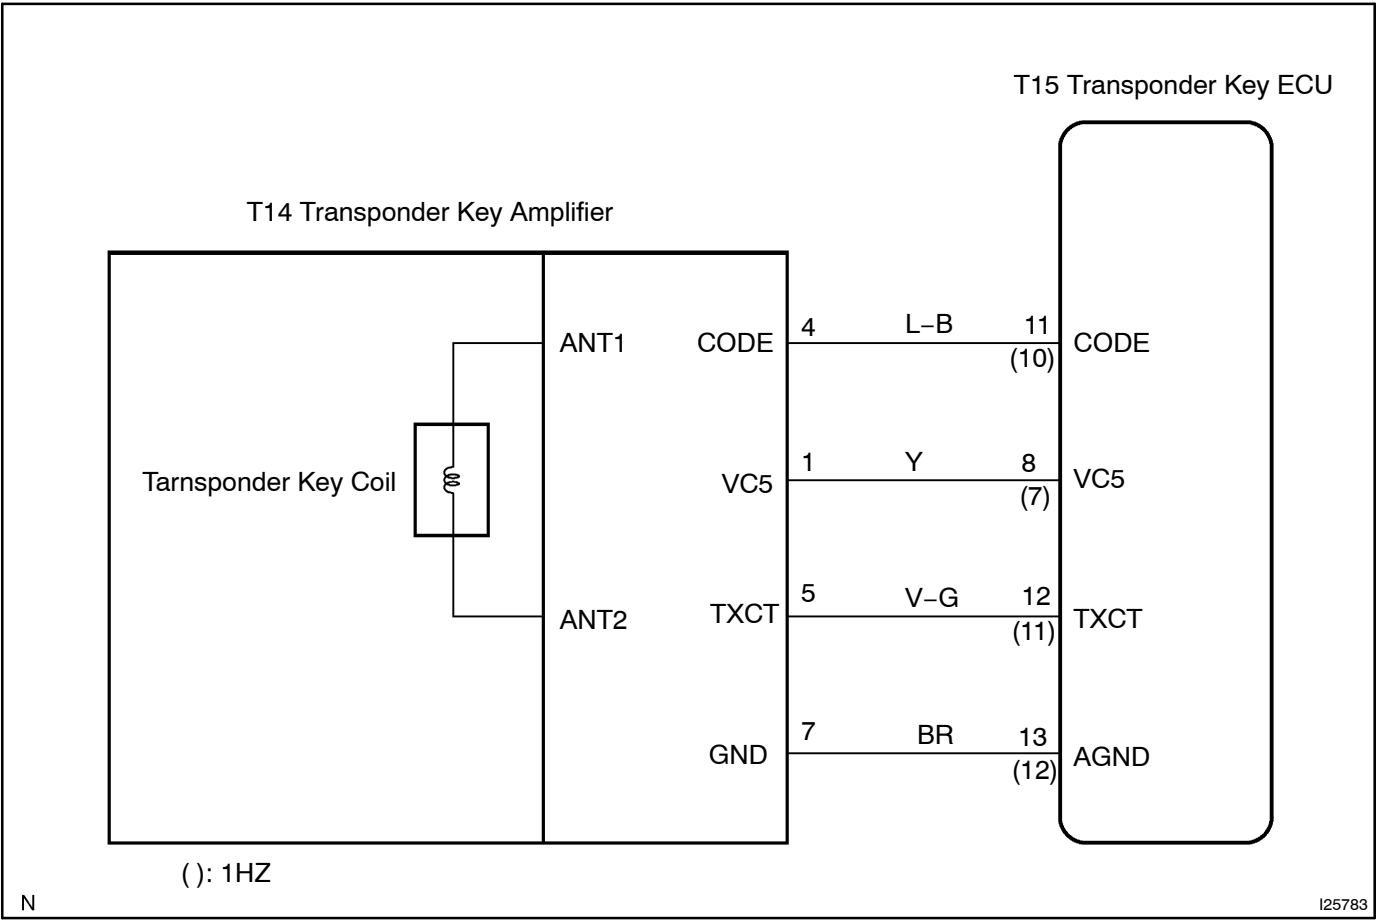 T15 Transponder Key ECU
T14 Transponder Key Amplifier
ANT1
CODE
4
L−B
11
(10)
CODE
Tarnsponder Key Coil
VC5
1
Y
8
(7)
VC5
ANT2
TXCT
5
V−G
12
(11)
TXCT
GND
7
BR
13
(12)
AGND
( ): 1HZ
N
I25783